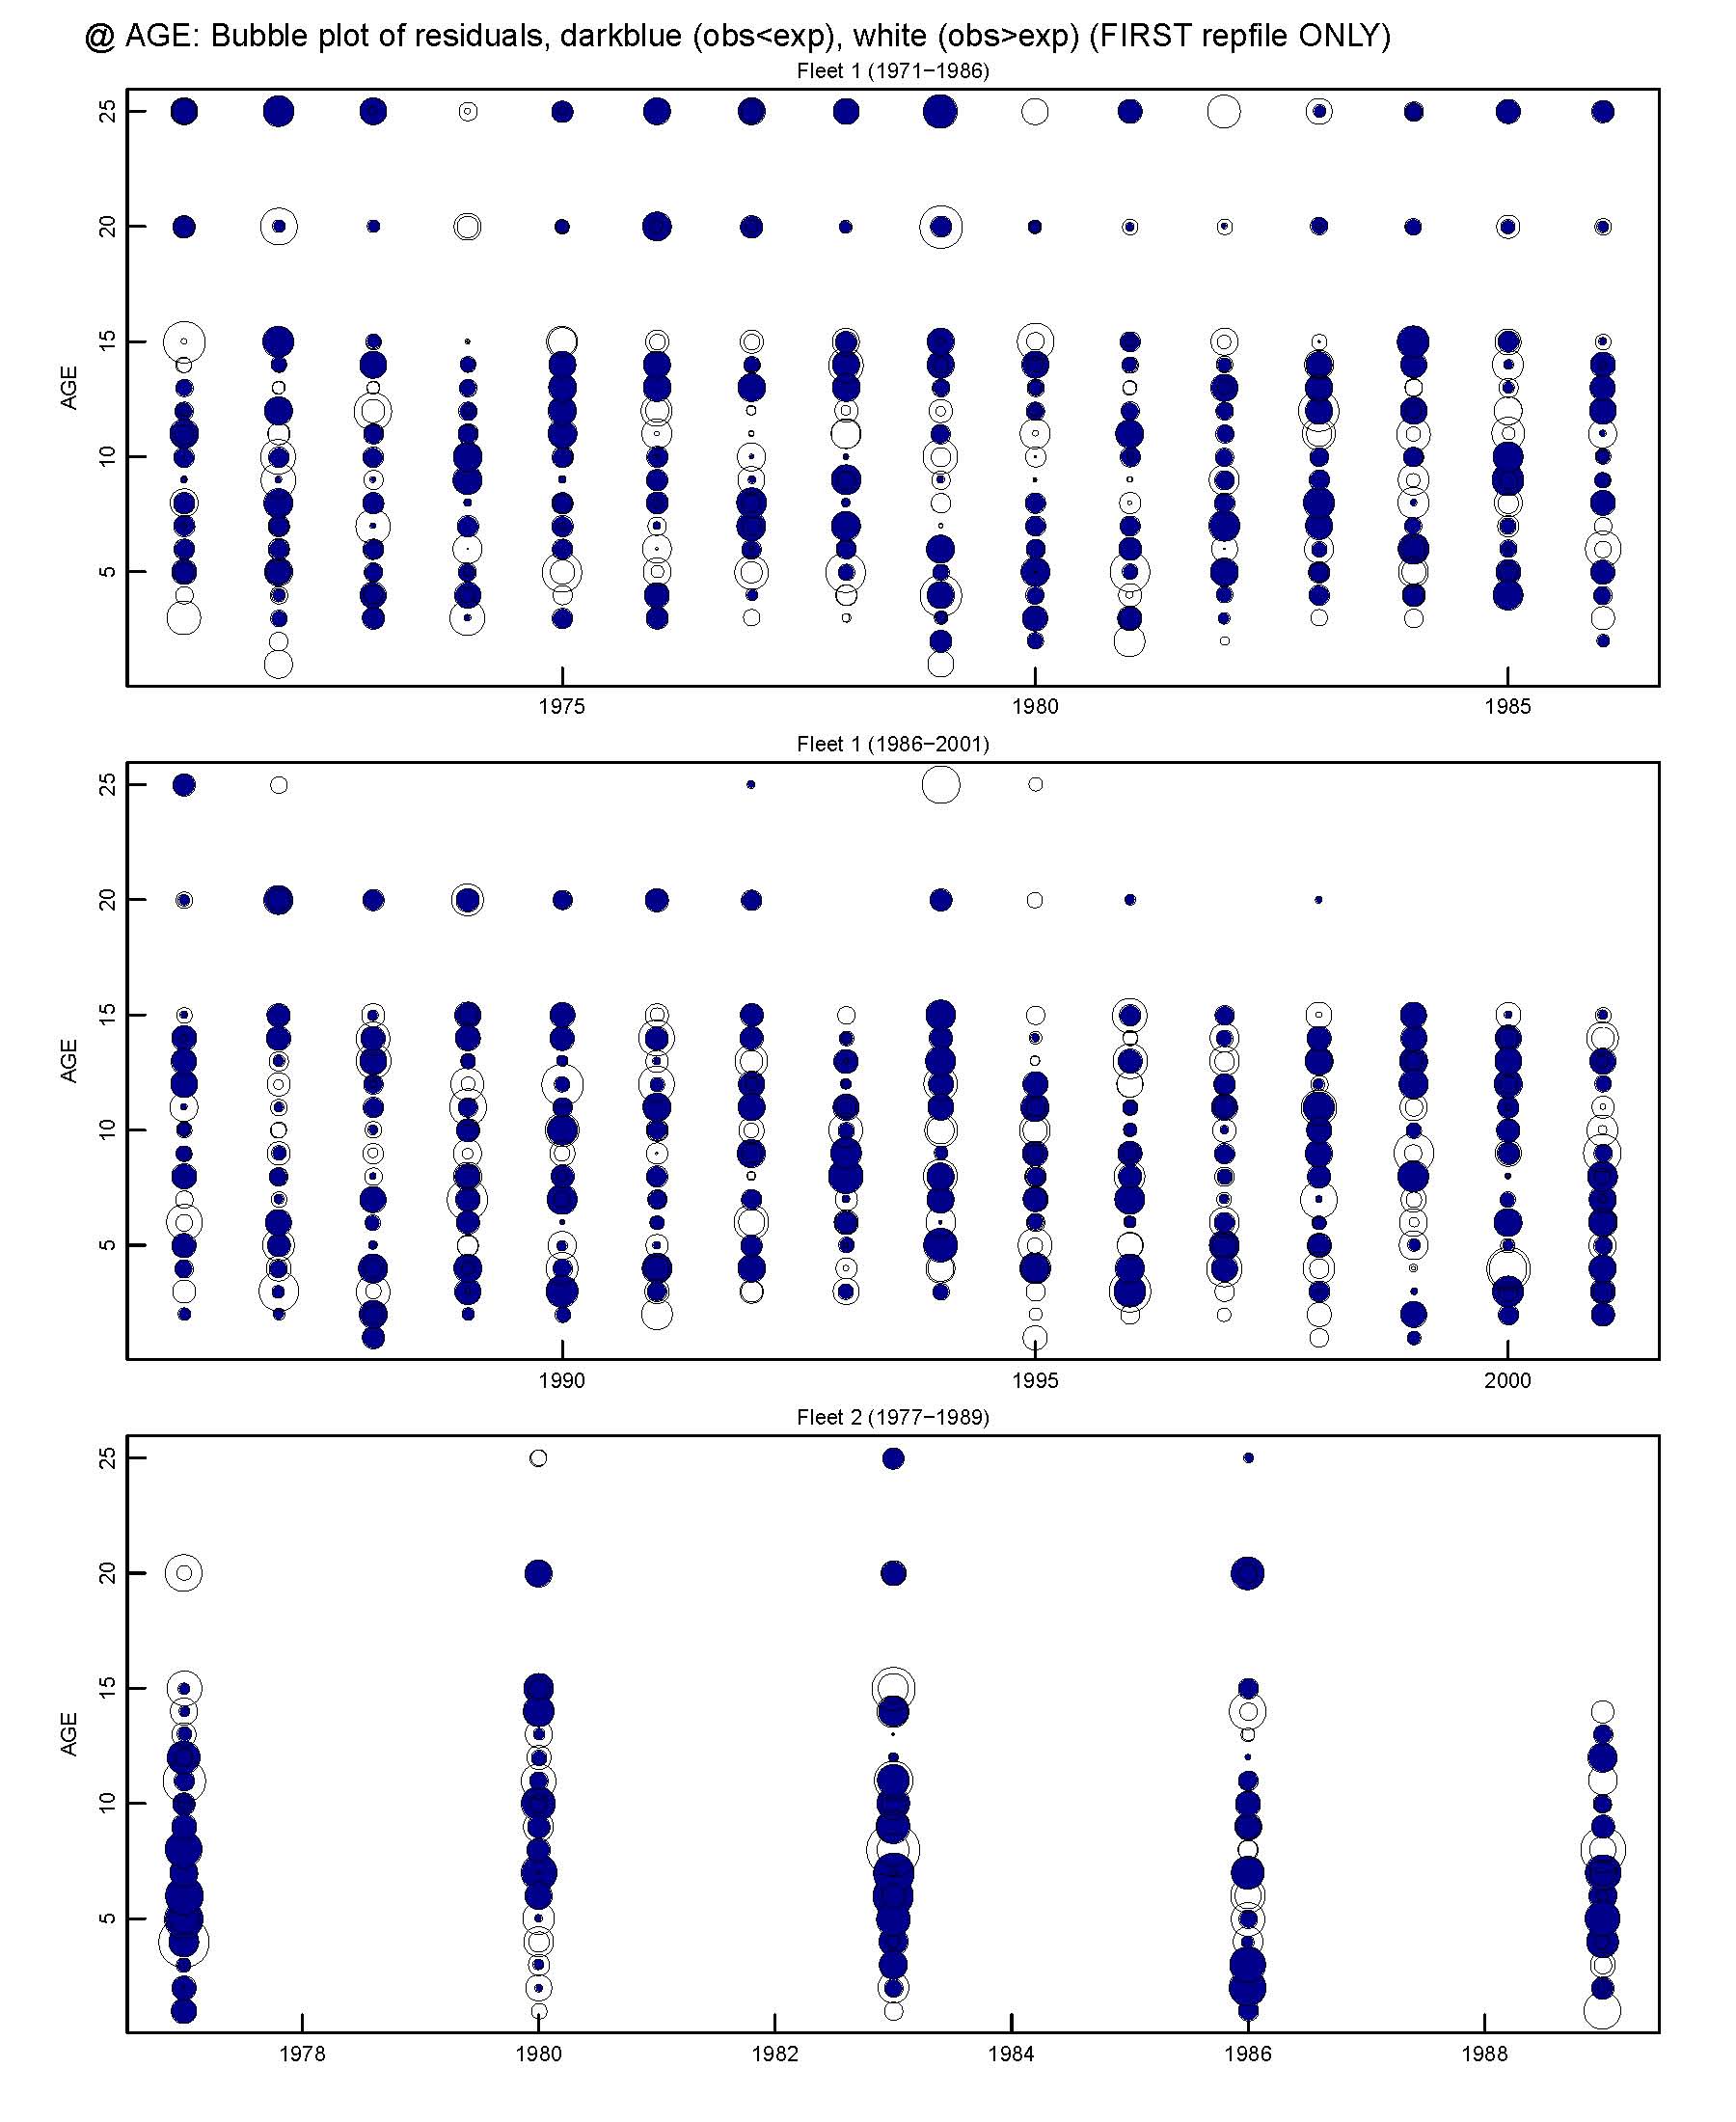 @ AGE: Bubble plot of residuals, darkblue (obs<exp), white (obs>exp) (FIRST repfile ONLY)
Fleet 1 (1971−1986)
25
20
15
10
5
AGE
1975 1980 1985
Fleet 1 (1986−2001)
25
20
15
10
5
AGE
1990 1995 2000
Fleet 2 (1977−1989)
25
20
15
10
5
AGE
1978 1980 1982 1984 1986 1988